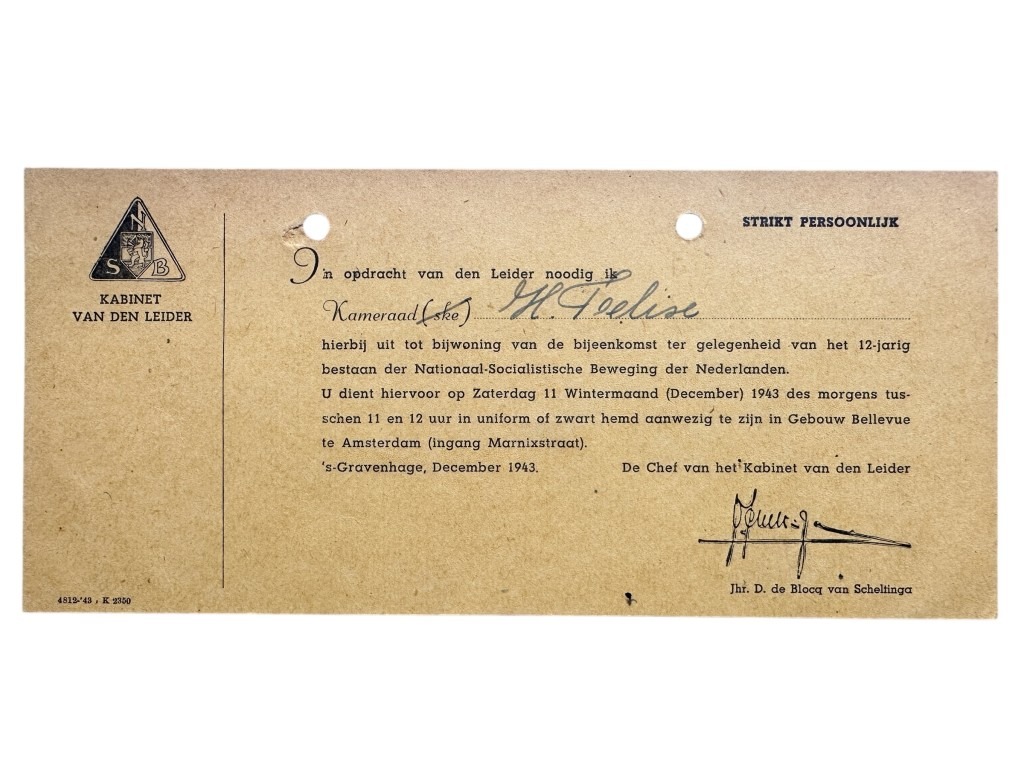 N
S B
KABINET
VAN DEN LEIDER
STRIKT PERSOONLIJK
In opdracht van den Leider noodig ik
Kameraad (ske) H.
hierbij uit tot bijwoning van de bijeenkomst ter gelegenheid van het 12-jarig
bestaan der Nationaal-Socialistische Beweging der Nederlanden.
U dient hiervoor op Zaterdag 11 Wintermaand (December) 1943 des morgens tus-
schen 11 en 12 uur in uniform of zwart hemd aanwezig te zijn in Gebouw Bellevue
te Amsterdam (ingang Marnixstraat).
's-Gravenhage, December 1943. De Chef van het Kabinet van den Leider
Jhr. D. de Blocq van Scheltinga
4812-'43 , K 2350